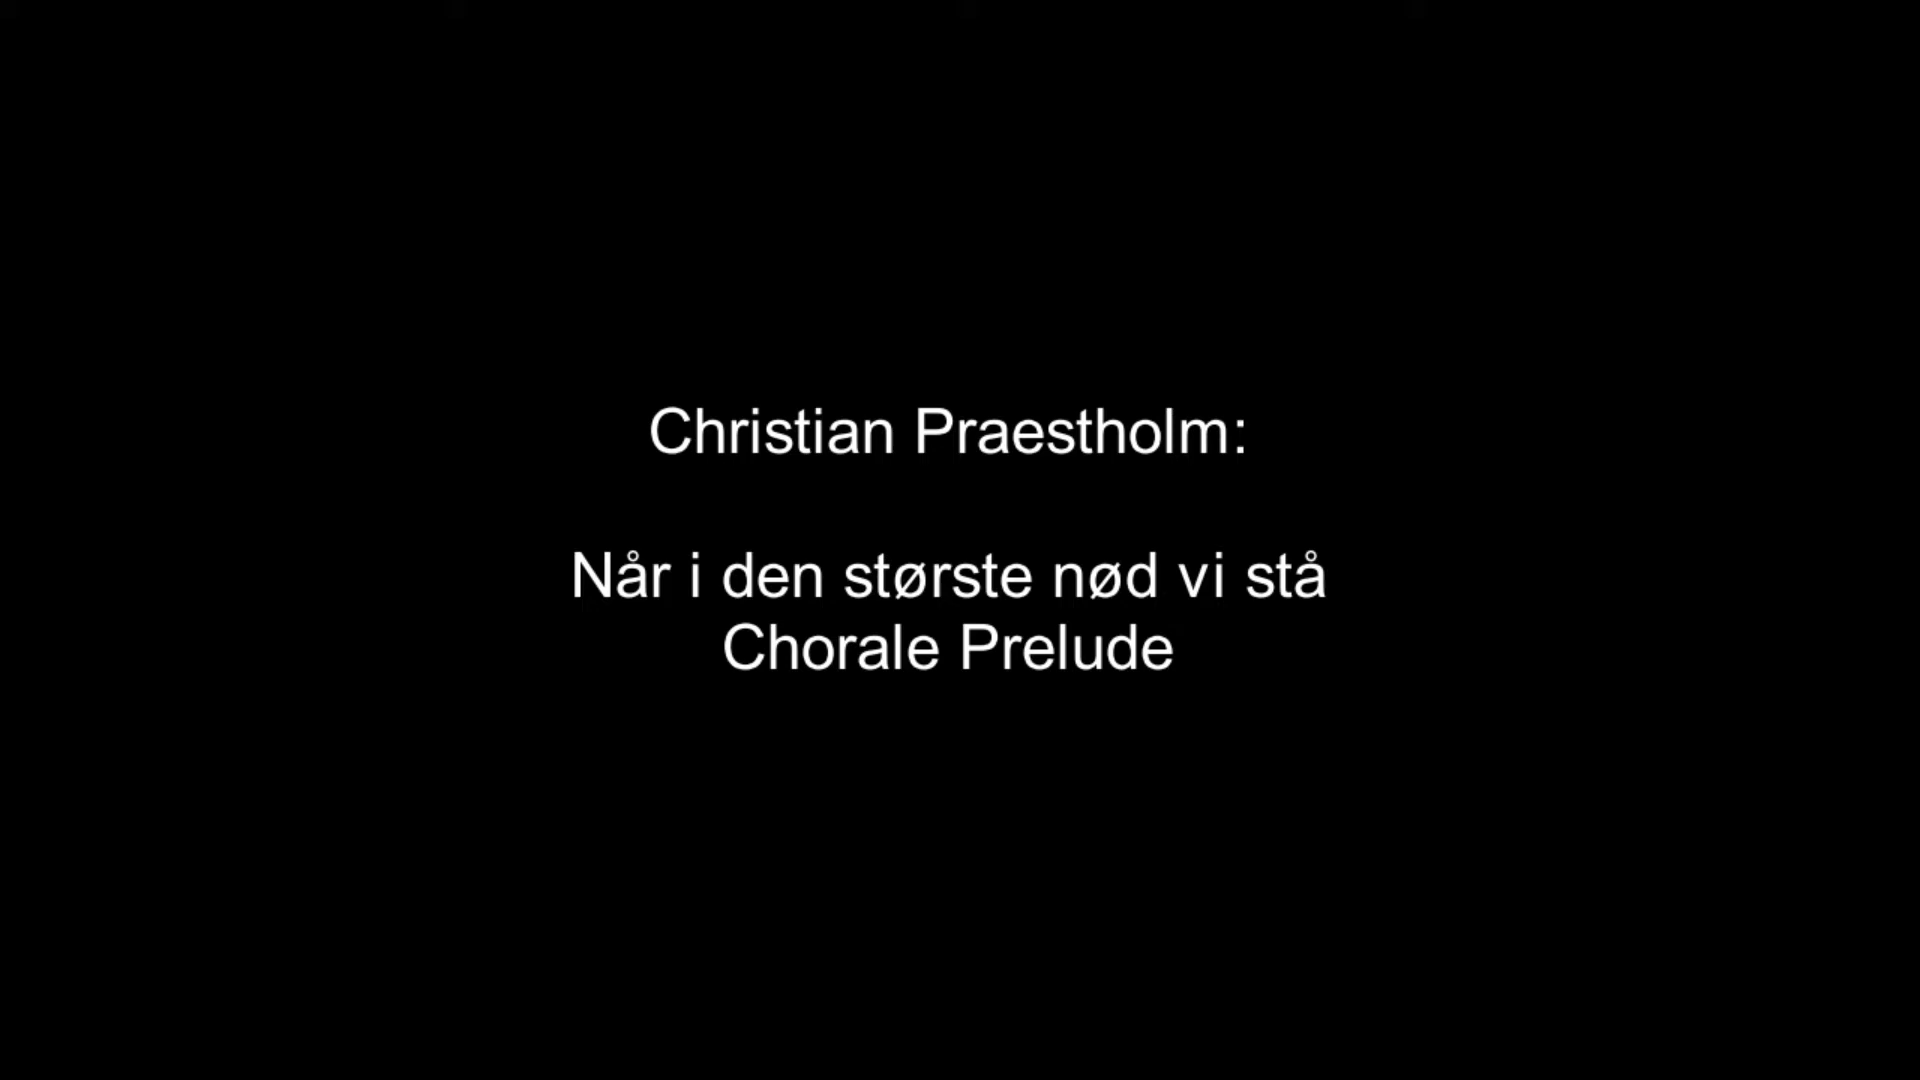 Christian Praestholm:
Når i den største nød vi stå
Chorale Prelude